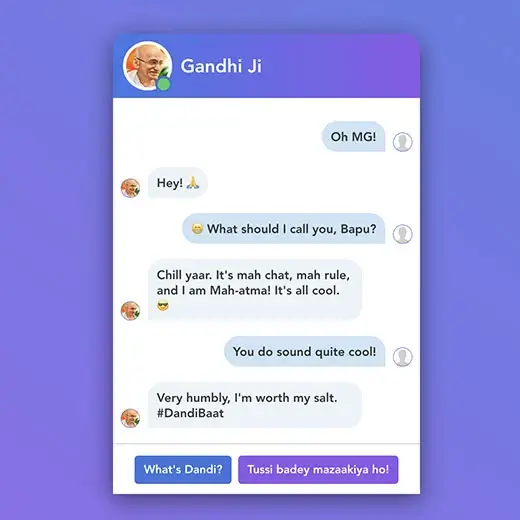 Gandhi Ji
Oh MG!
Hey! 🙏
😁 What should I call you, Bapu?
Chill yaar. It's mah chat, mah rule,
and I am Mah-atma! It's all cool.
😎
You do sound quite cool!
Very humbly, I'm worth my salt.
#DandiBaat
What's Dandi?
Tussi badey mazaakiya ho!